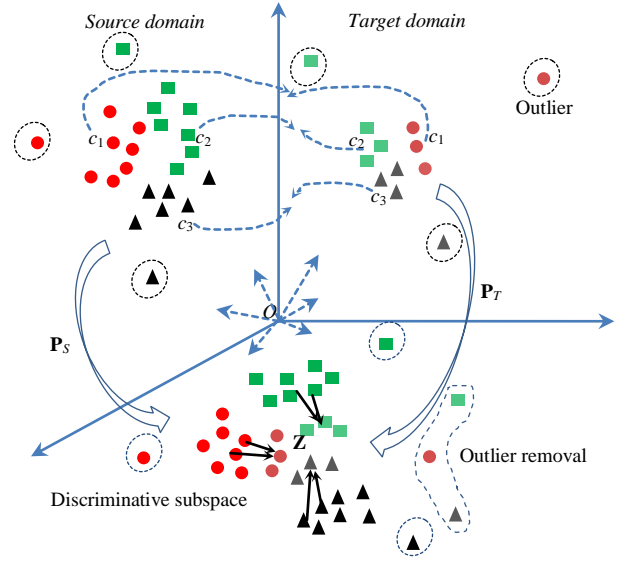 Source domain
Target domain
Outlier
c1
c2
c2
c1
c3
c3
O
PS
PT
Z
Outlier removal
Discriminative subspace